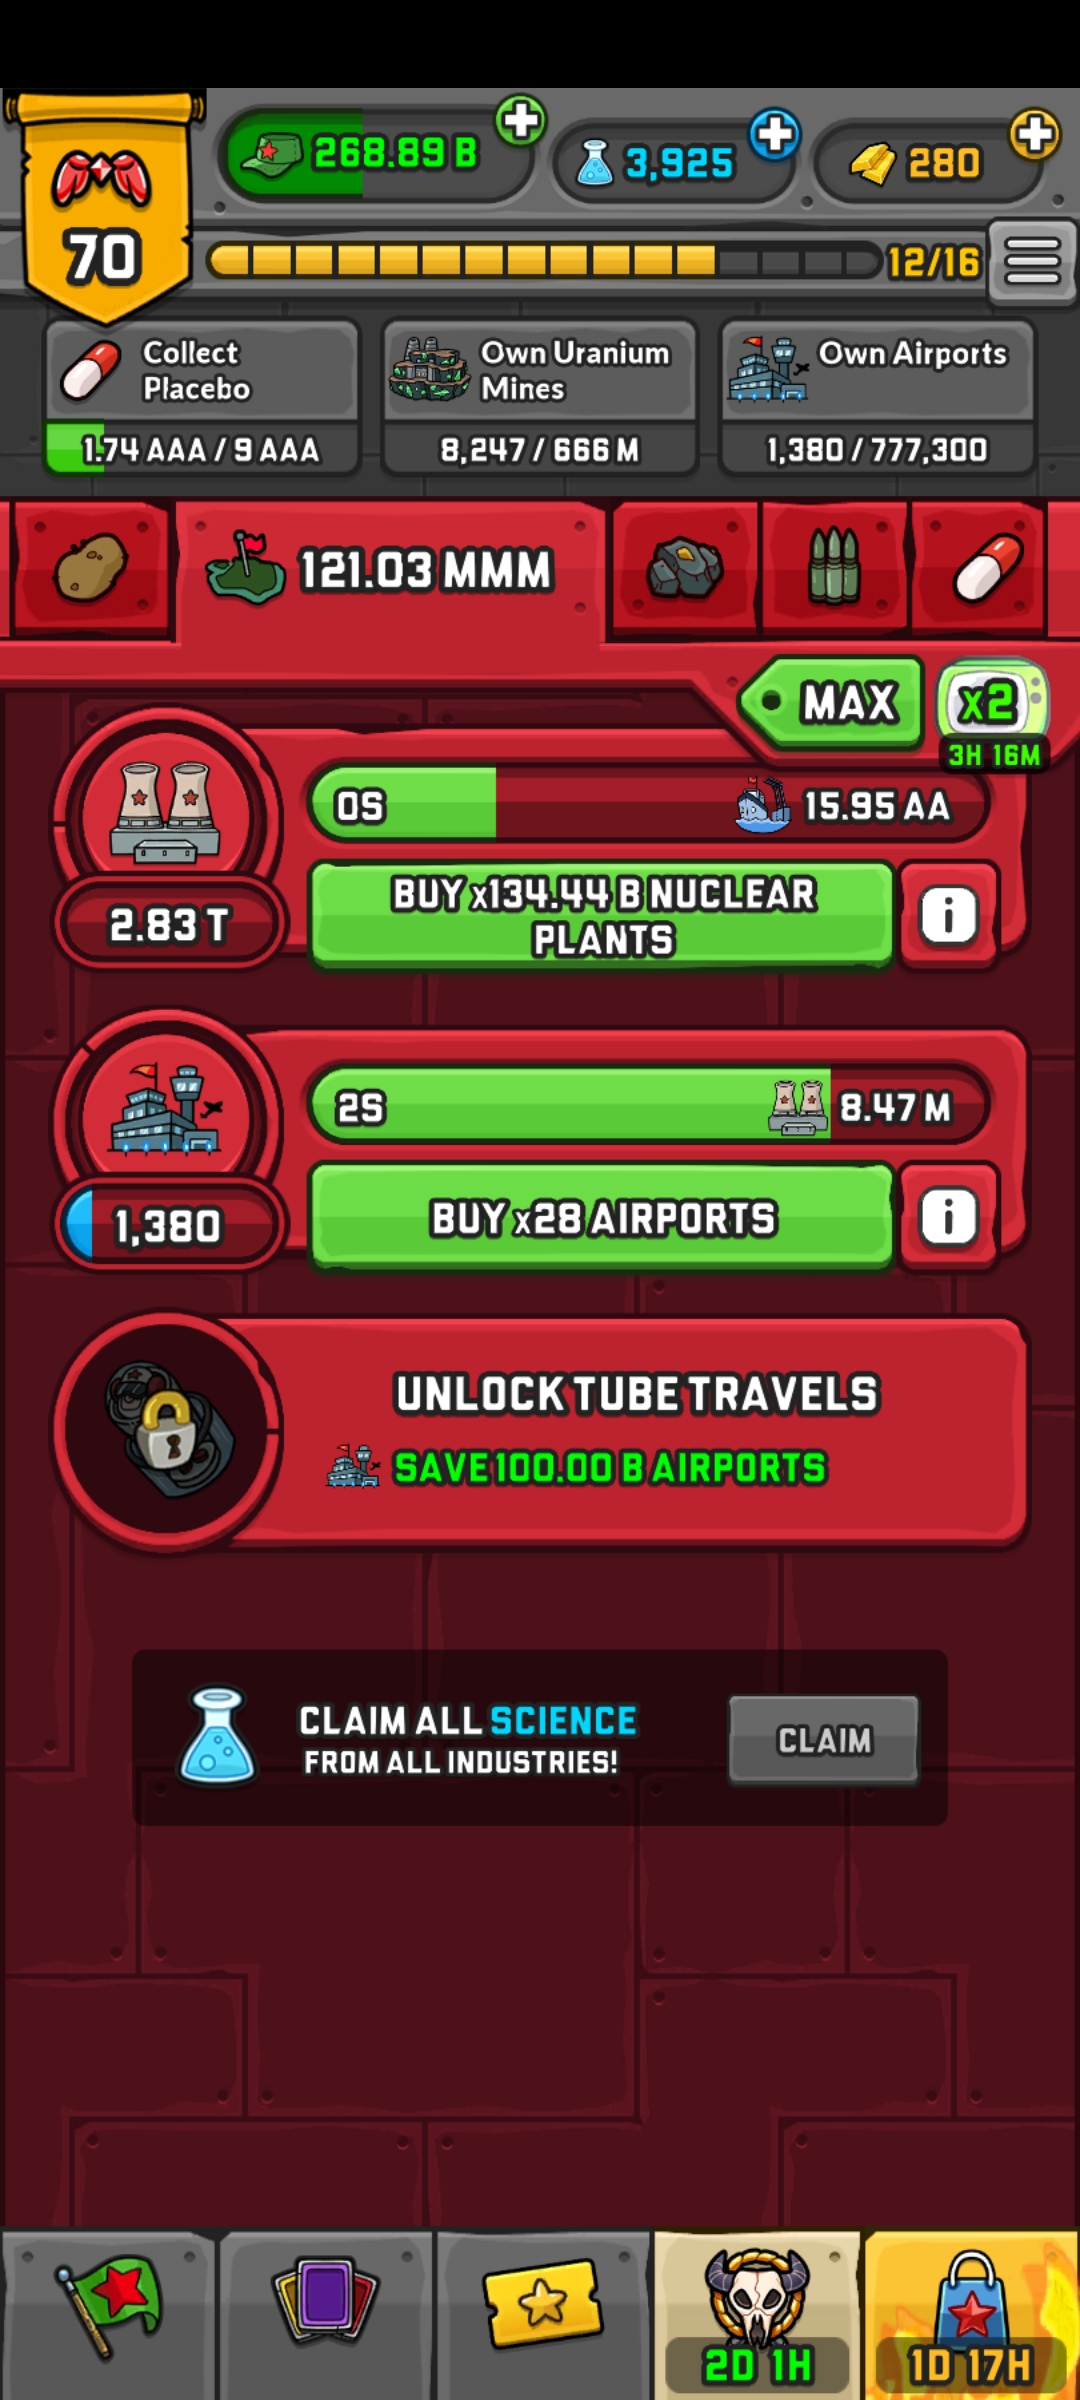 70
268.89 B
3,925
280
12/16
Collect
Placebo
1.74 AAA / 9 AAA
Own Uranium
Mines
8,247 / 666 M
Own Airports
1,380 / 777,300
121.03 MMM
MAX
x2
3H 16M
0S
15.95 AA
2.83 T
BUY x134.44 B NUCLEAR
PLANTS
i
2S
8.47 M
1,380
BUY x28 AIRPORTS
i
UNLOCK TUBE TRAVELS
SAVE 100.00 B AIRPORTS
CLAIM ALL SCIENCE
FROM ALL INDUSTRIES!
CLAIM
2D 1H
1D 17H